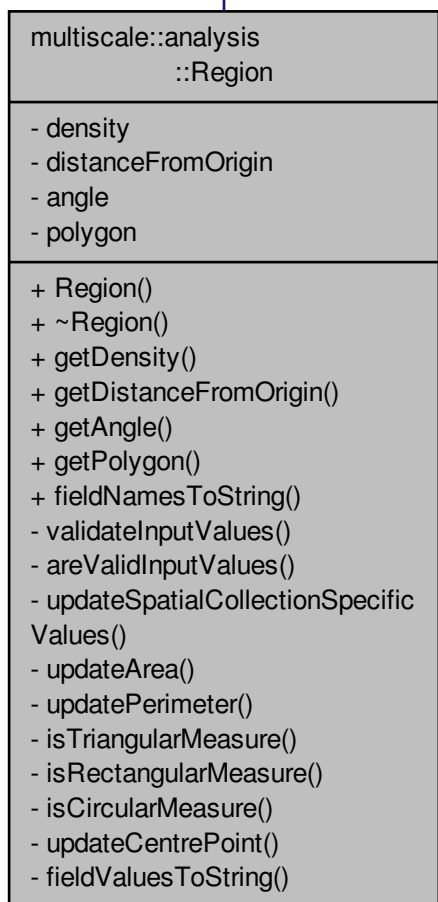 multiscale::analysis
::Region
- density
- distanceFromOrigin
- angle
- polygon
+ Region()
+ ~Region()
+ getDensity()
+ getDistanceFromOrigin()
+ getAngle()
+ getPolygon()
+ fieldNamesToString()
- validateInputValues()
- areValidInputValues()
- updateSpatialCollectionSpecific
Values()
- updateArea()
- updatePerimeter()
- isTriangularMeasure()
- isRectangularMeasure()
- isCircularMeasure()
- updateCentrePoint()
- fieldValuesToString()